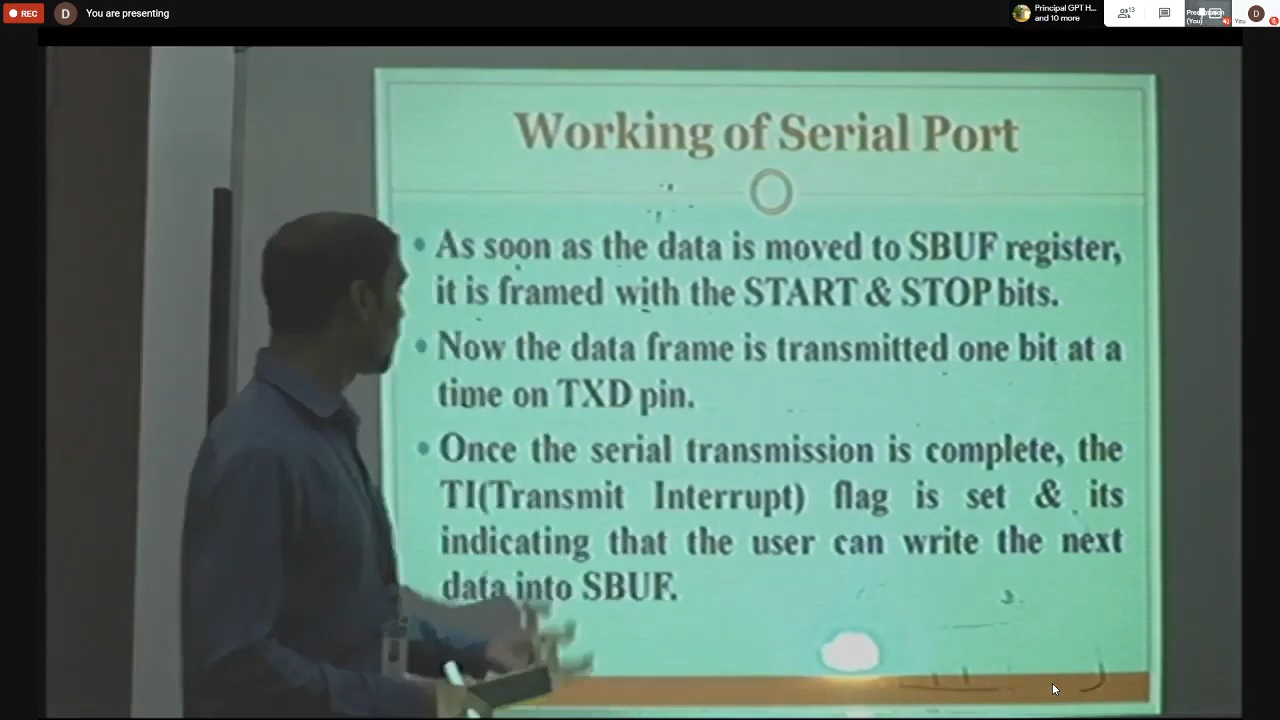 REC
D
You are presenting
Principal GPT H...
and 10 more
13
(You)
You
D
Working of Serial Port
As soon as the data is moved to SBUF register,
it is framed with the START & STOP bits.
Now the data frame is transmitted one bit at a
time on TXD pin.
Once the serial transmission is complete, the
TI(Transmit Interrupt) flag is set & its
indicating that the user can write the next
data into SBUF.